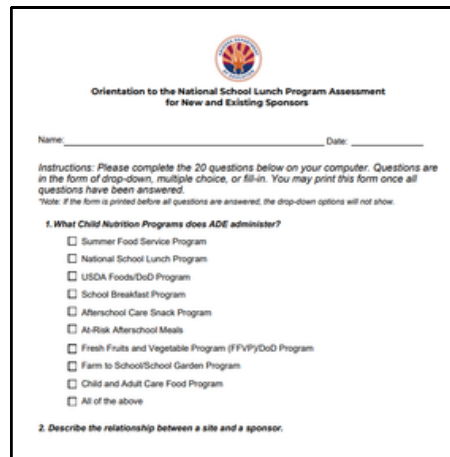 Orientation to the National School Lunch Program Assessment
for New and Existing Sponsors
Name: Date:
Instructions: Please complete the 20 questions below on your computer. Questions are
in the form of drop-down, multiple choice, or fill-in. You may print this form once all
questions have been answered.
*Note: If the form is printed before all questions are answered, the drop-down options will not show.
1. What Child Nutrition Programs does ADE administer?
Summer Food Service Program
National School Lunch Program
USDA Foods/DoD Program
School Breakfast Program
Afterschool Care Snack Program
At-Risk Afterschool Meals
Fresh Fruits and Vegetable Program (FFVP)/DoD Program
Farm to School/School Garden Program
Child and Adult Care Food Program
All of the above
2. Describe the relationship between a site and a sponsor.